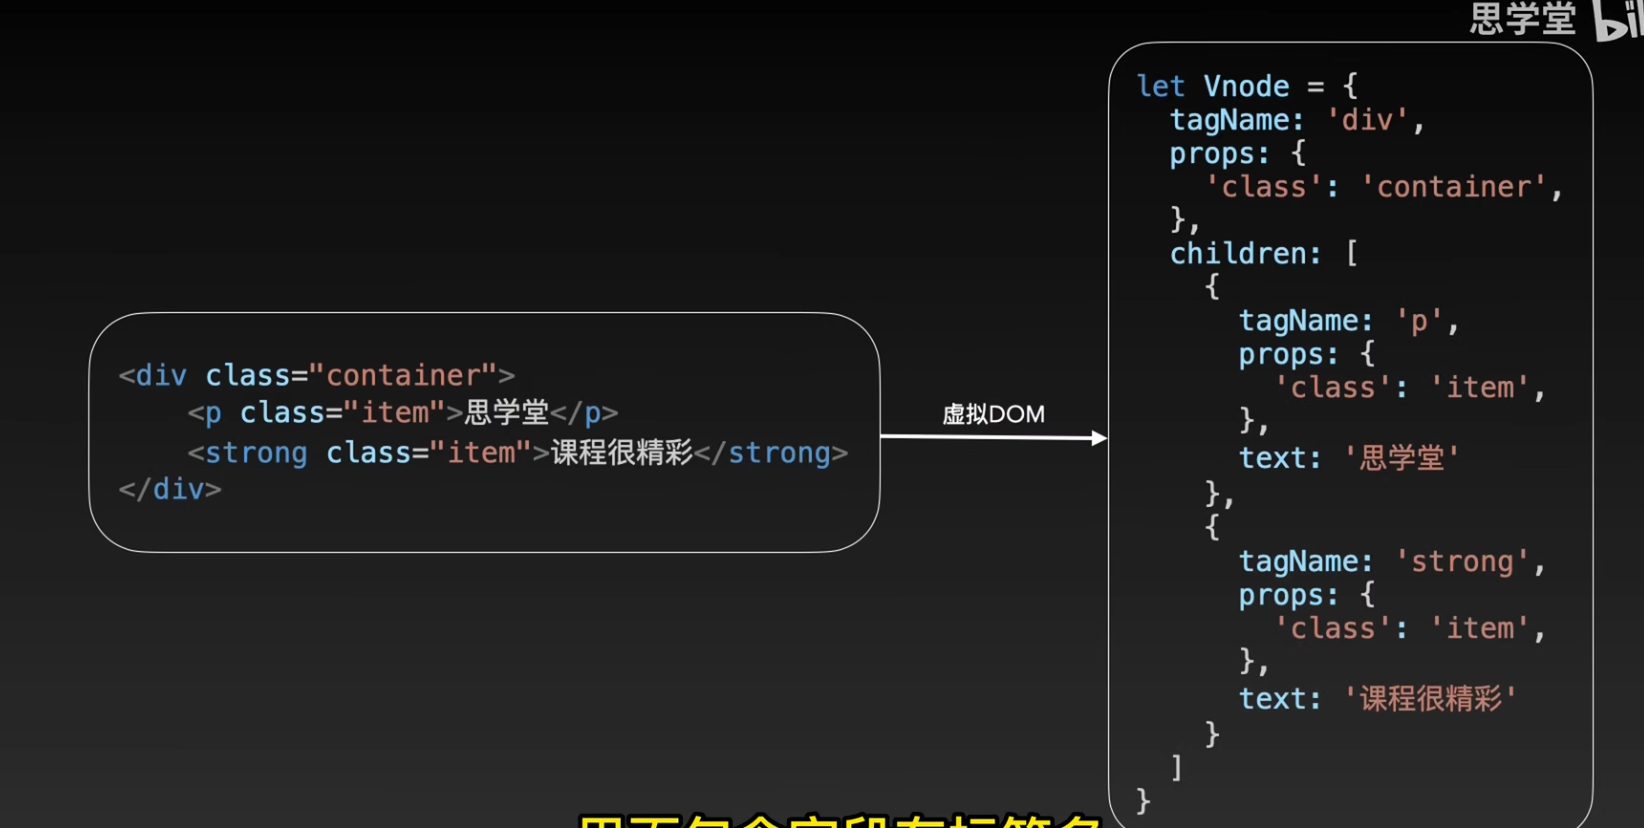 思学堂
<div class="container">
<p class="item">思学堂</p>
<strong class="item">课程很精彩</strong>
</div>
虚拟DOM
let Vnode = {
tagName: 'div',
props: {
'class': 'container',
},
children: [
{
tagName: 'p',
props: {
'class': 'item',
},
text: '思学堂'
},
{
tagName: 'strong',
props: {
'class': 'item',
},
text: '课程很精彩'
}
]
}